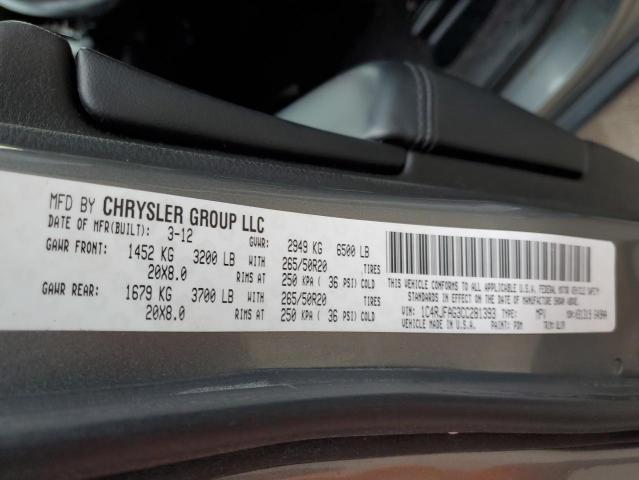 MFD BY CHRYSLER GROUP LLC
DATE OF MFR(BUILT): 3-12 GVWR: 2949 KG 6500 LB
GAWR FRONT: 1452 KG 3200 LB WITH 265/50R20 TIRES
20X8.0 RIMS AT 250 KPA ( 36 PSI) COLD
GAWR REAR: 1679 KG 3700 LB WITH 265/50R20 TIRES
20X8.0 RIMS AT 250 KPA ( 36 PSI) COLD
THIS VEHICLE CONFORMS TO ALL APPLICABLE U.S.A. FEDERAL MOTOR VEHICLE SAFETY
STANDARDS IN EFFECT ON THE DATE OF MANUFACTURE SHOWN ABOVE.
VIN: 1C4RJFAG3CC281393 TYPE: MPV
VEHICLE MADE IN U.S.A. PAINT: PDM TRIM: